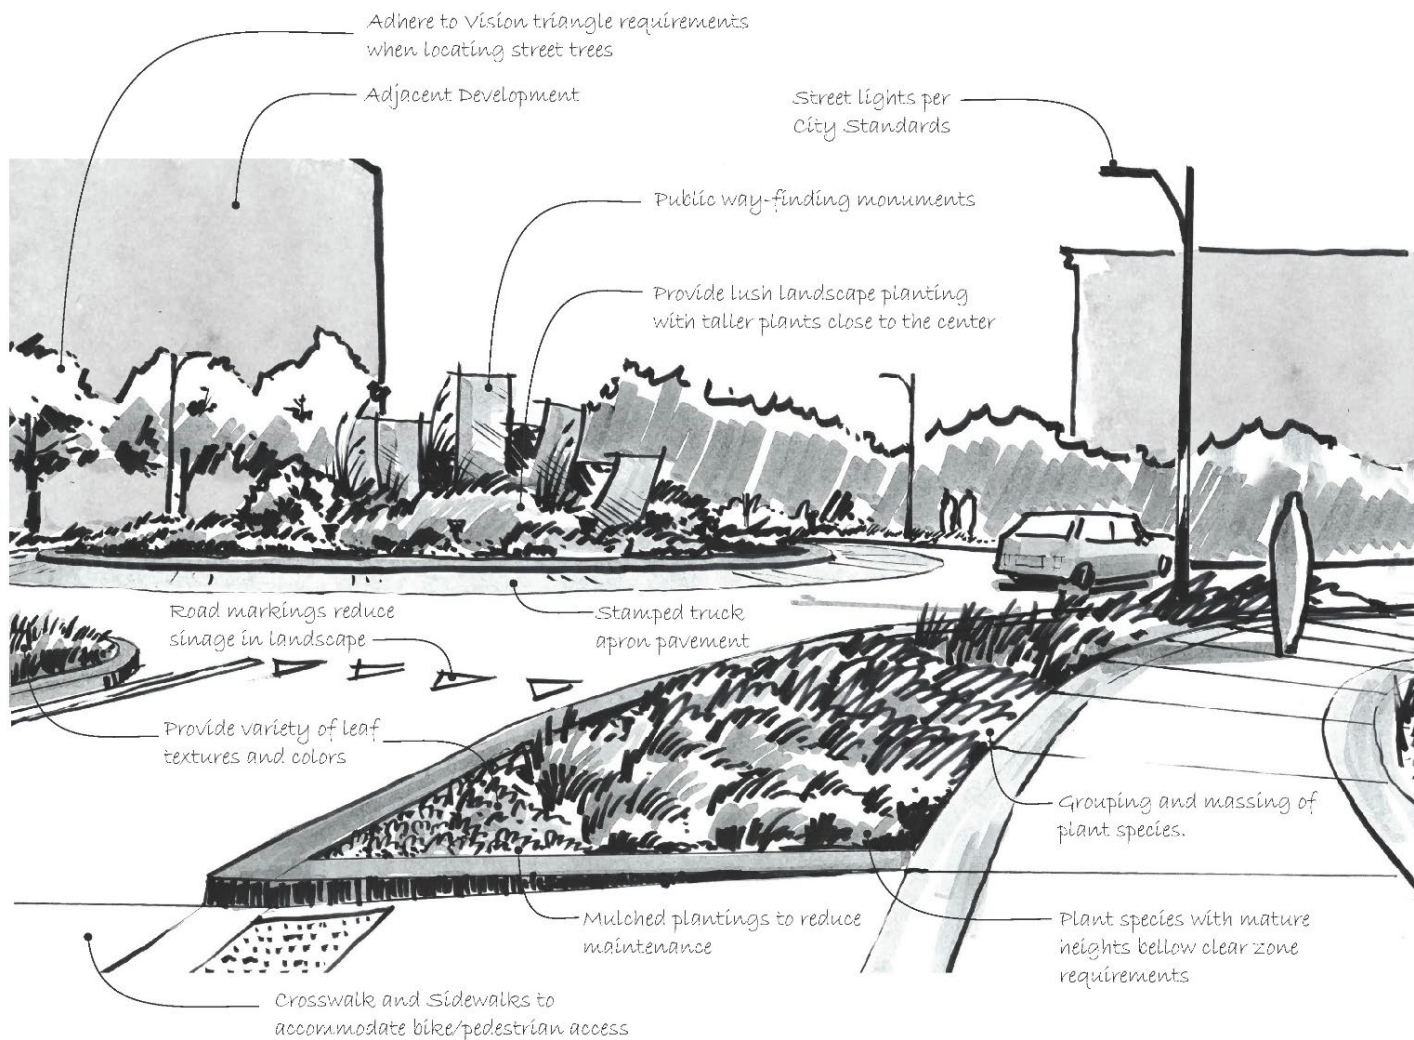 Adhere to Vision triangle requirements
when locating street trees
Adjacent Development
Street lights per
City Standards
Public way-finding monuments
Provide lush landscape planting
with taller plants close to the center
Road markings reduce
sinage in landscape
Stamped truck
apron pavement
Provide variety of leaf
textures and colors
Grouping and massing of
plant species.
Mulched plantings to reduce
maintenance
Plant species with mature
heights bellow clear zone
requirements
Crosswalk and Sidewalks to
accommodate bike/pedestrian access